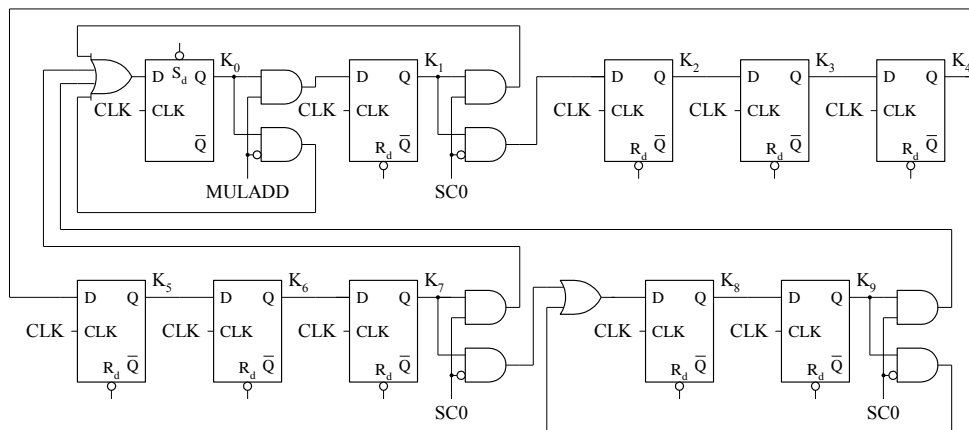 K0 K1 K2 K3 K4
D Sd Q D Q D Q D Q D Q
CLK CLK CLK CLK CLK CLK CLK CLK CLK CLK
Q̅ Rd Q̅ Rd Q̅ Rd Q̅ Rd Q̅
MULADD SC0
K5 K6 K7 K8 K9
D Q D Q D Q D Q D Q
CLK CLK CLK CLK CLK CLK CLK CLK CLK CLK
Rd Q̅ Rd Q̅ Rd Q̅ Rd Q̅ Rd Q̅
SC0 SC0